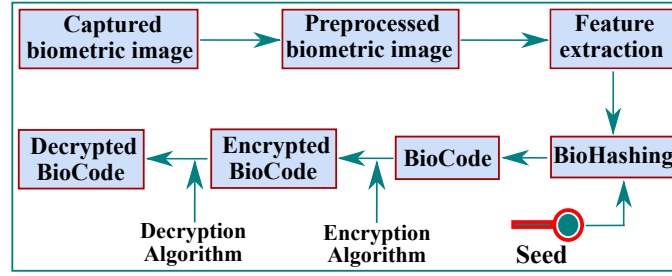 Captured
biometric image
Preprocessed
biometric image
Feature
extraction
Decrypted
BioCode
Encrypted
BioCode
BioCode
BioHashing
Decryption
Algorithm
Encryption
Algorithm
Seed